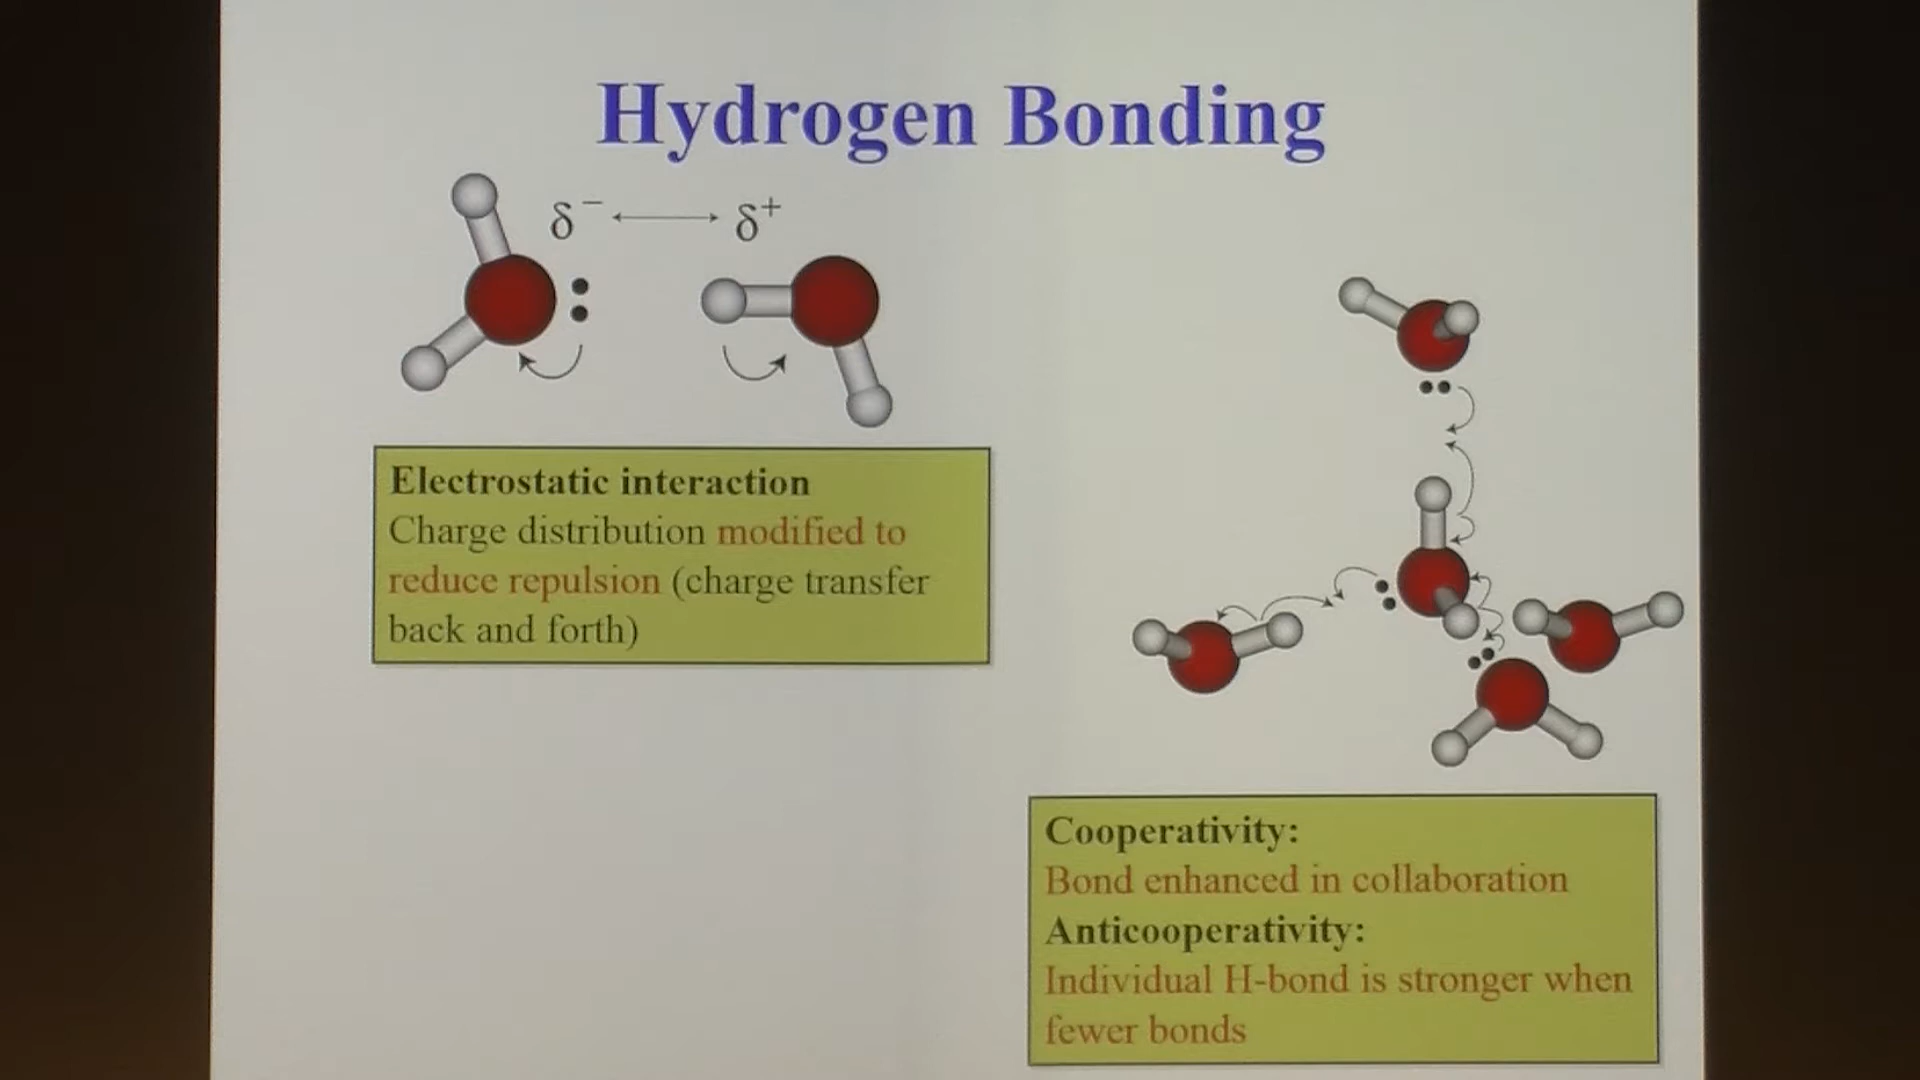 Hydrogen Bonding
δ⁻ δ⁺
Electrostatic interaction
Charge distribution modified to
reduce repulsion (charge transfer
back and forth)
Cooperativity:
Bond enhanced in collaboration
Anticooperativity:
Individual H-bond is stronger when
fewer bonds